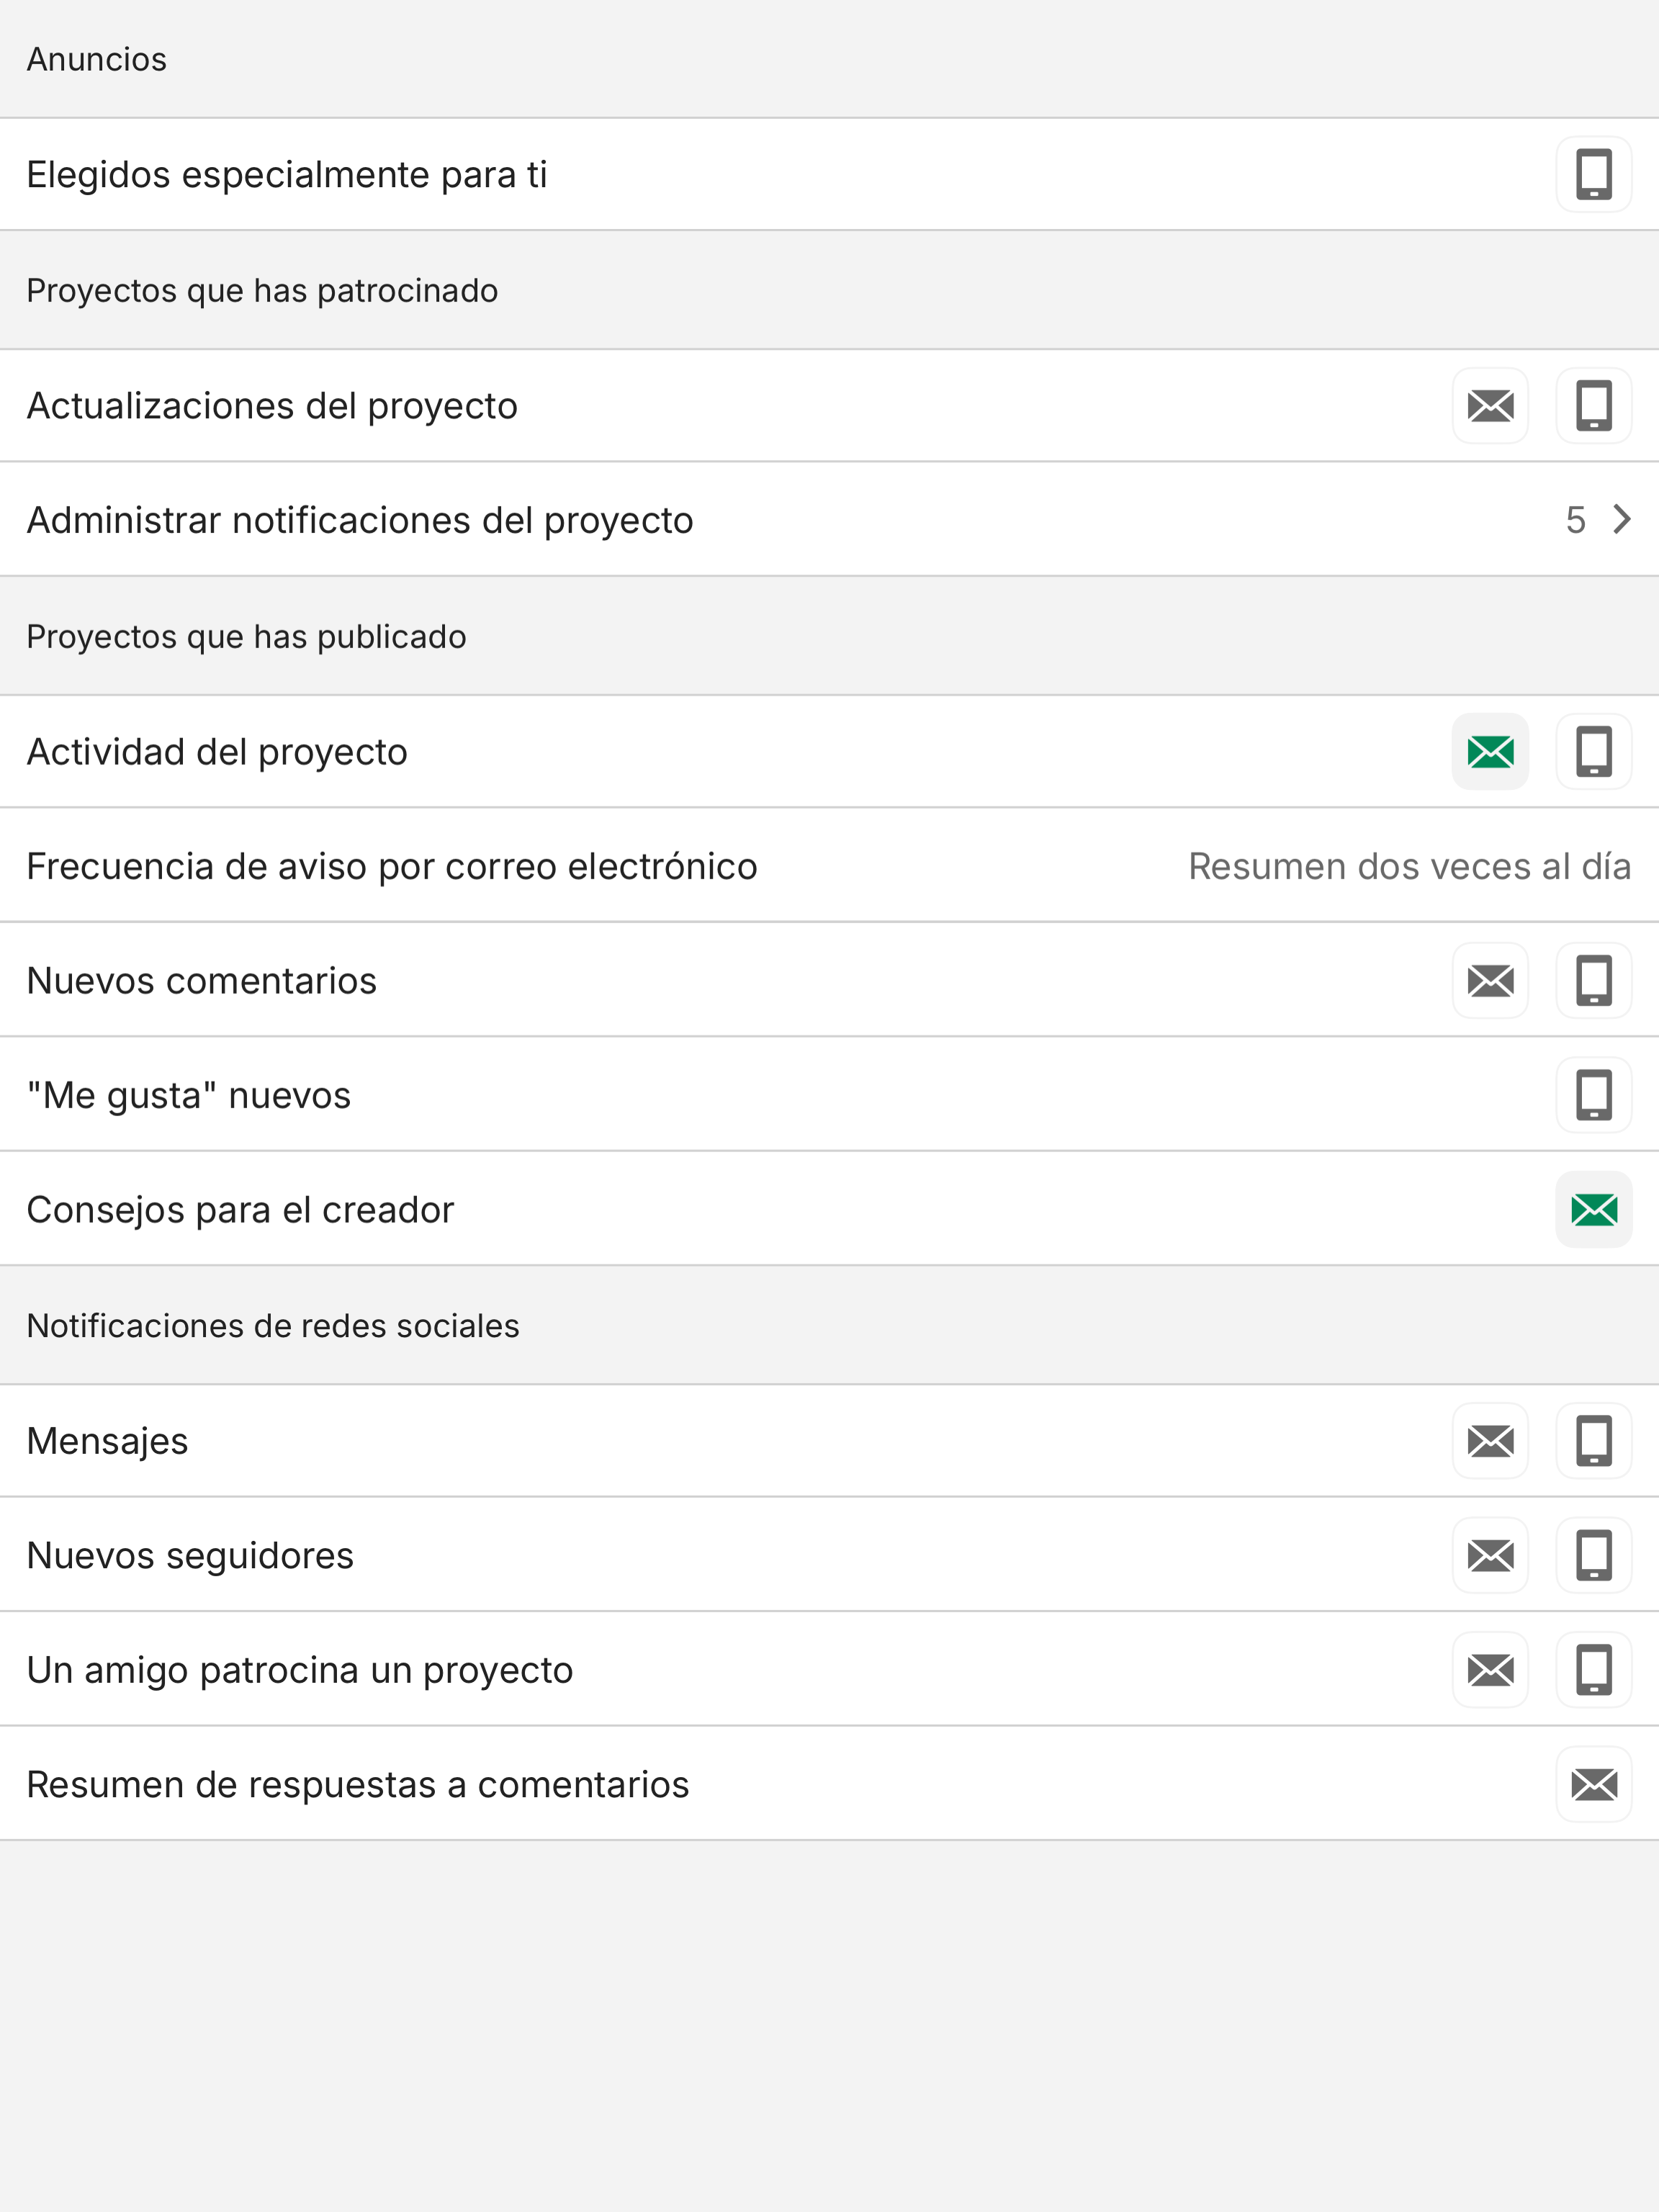 Anuncios
Elegidos especialmente para ti
Proyectos que has patrocinado
Actualizaciones del proyecto
Administrar notificaciones del proyecto 5
Proyectos que has publicado
Actividad del proyecto
Frecuencia de aviso por correo electrónico Resumen dos veces al día
Nuevos comentarios
"Me gusta" nuevos
Consejos para el creador
Notificaciones de redes sociales
Mensajes
Nuevos seguidores
Un amigo patrocina un proyecto
Resumen de respuestas a comentarios